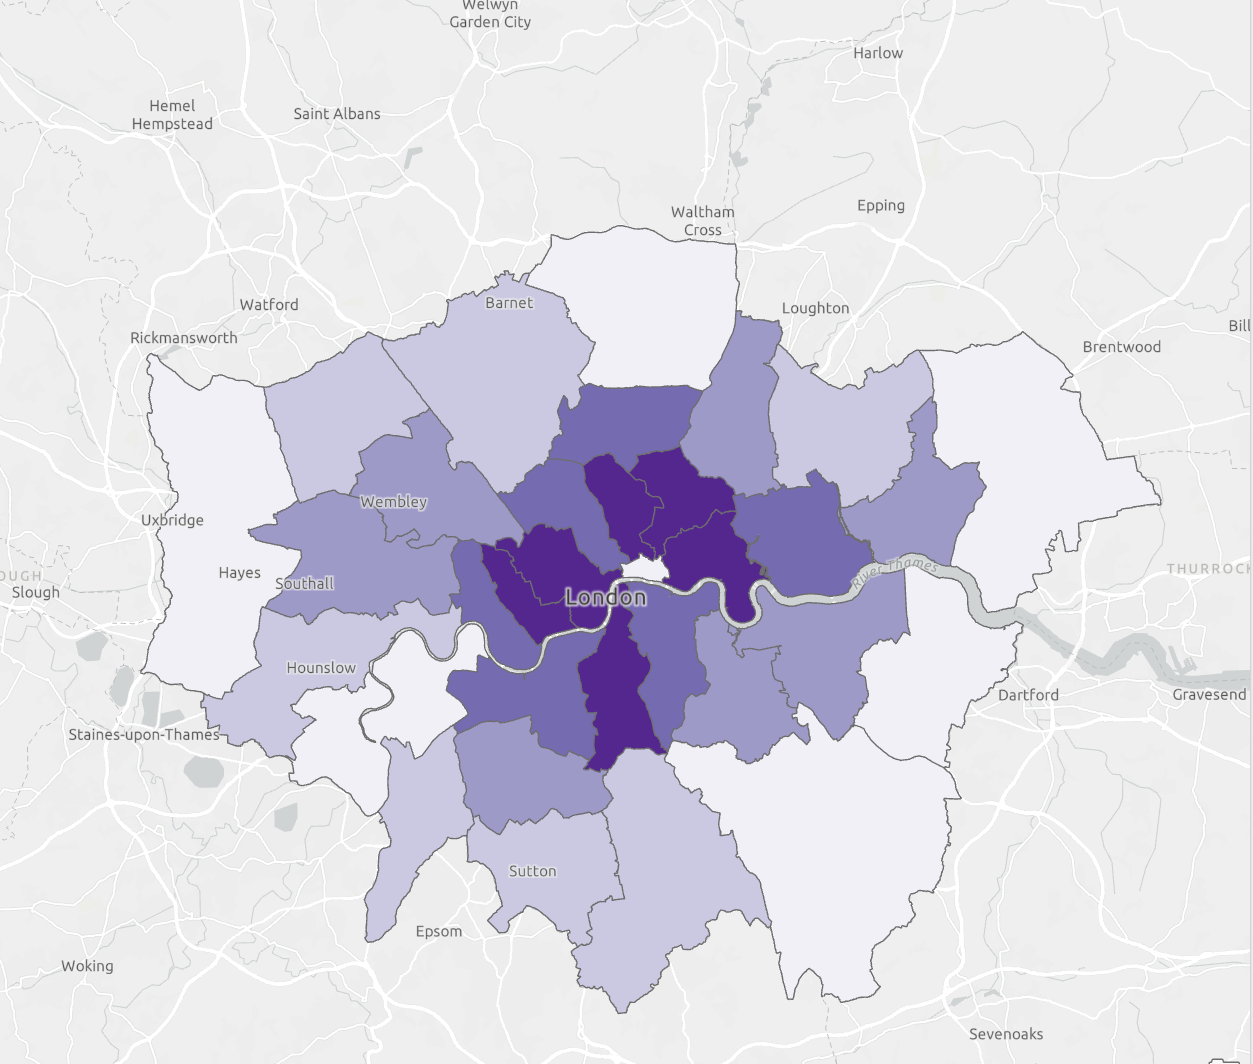 Welwyn
Garden City
Harlow
Hemel
Hempstead
Saint Albans
Epping
Waltham
Cross
Barnet
Watford
Loughton
Rickmansworth
Bill
Brentwood
Wembley
Uxbridge
River Thames
THURROCK
OUGH
Hayes
Southall
Slough
London
Hounslow
Dartford
Gravesend
Staines-upon-Thames
Sutton
Epsom
Woking
Sevenoaks